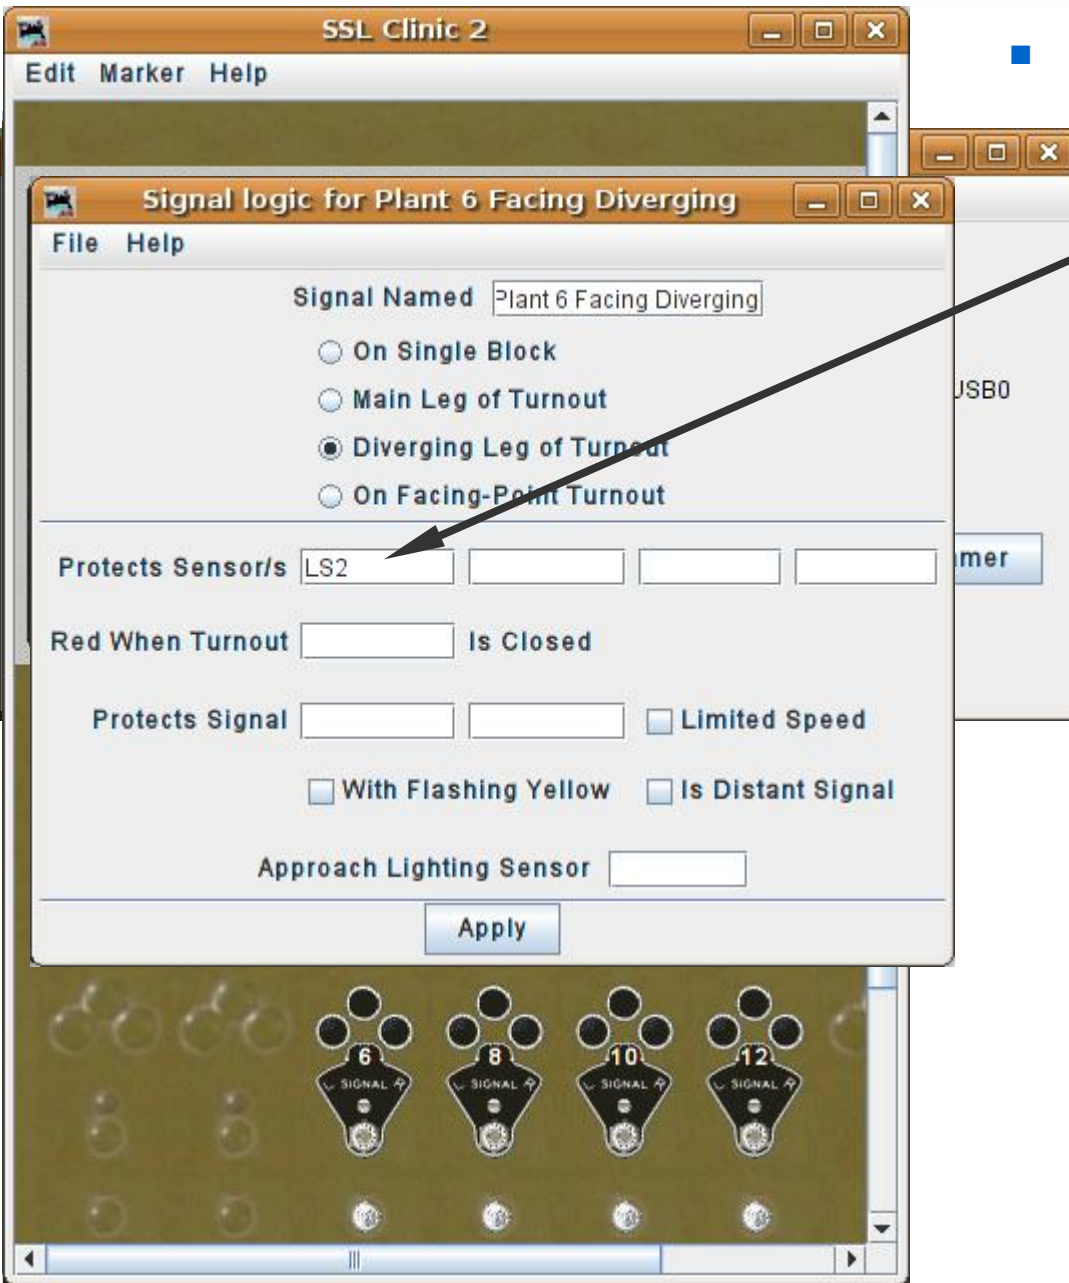 SSL Clinic 2
Edit Marker Help
Signal logic for Plant 6 Facing Diverging
File Help
Signal Named Plant 6 Facing Diverging
On Single Block
Main Leg of Turnout
Diverging Leg of Turnout
On Facing-Point Turnout
Protects Sensor/s LS2
Red When Turnout Is Closed
Protects Signal Limited Speed
With Flashing Yellow Is Distant Signal
Approach Lighting Sensor
Apply
6 8 10 12
L SIGNAL R L SIGNAL R L SIGNAL R L SIGNAL R